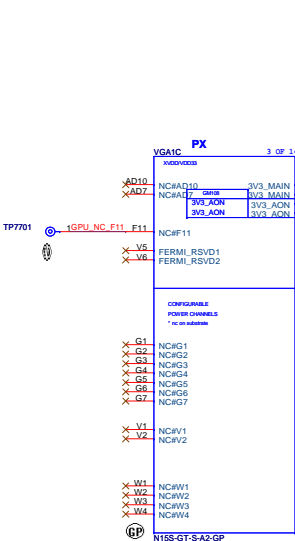 PX
VGA1C 3 OF 1
XVDD/VDD33
AD10 NC#AD10 3V3_MAIN
AD7 NC#AD7 3V3_MAIN
GM108
3V3_AON 3V3_AON
3V3_AON 3V3_AON
TP7701 1 GPU_NC_F11 F11 NC#F11
V5 FERMI_RSVD1
V6 FERMI_RSVD2
CONFIGURABLE
POWER CHANNELS
* nc on substrate
G1 NC#G1
G2 NC#G2
G3 NC#G3
G4 NC#G4
G5 NC#G5
G6 NC#G6
G7 NC#G7
V1 NC#V1
V2 NC#V2
W1 NC#W1
W2 NC#W2
W3 NC#W3
W4 NC#W4
GP
N15S-GT-S-A2-GP